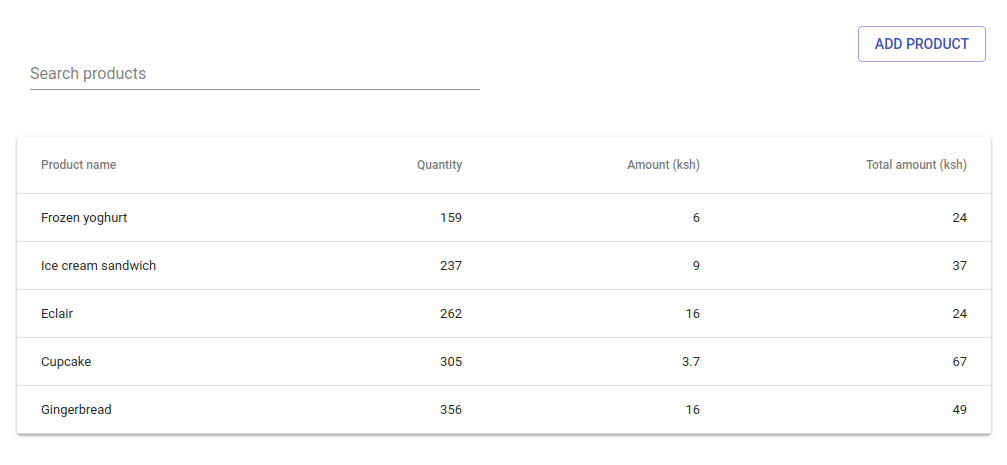 ADD PRODUCT
Search products
Product name Quantity Amount (ksh) Total amount (ksh)
Frozen yoghurt 159 6 24
Ice cream sandwich 237 9 37
Eclair 262 16 24
Cupcake 305 3.7 67
Gingerbread 356 16 49